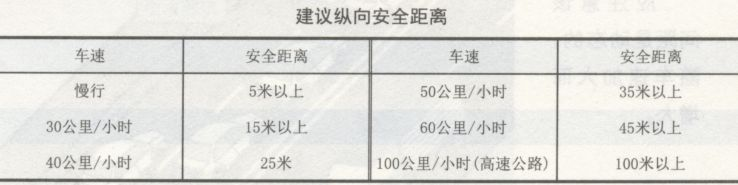 建议纵向安全距离
车速 安全距离 车速 安全距离
慢行 5米以上 50公里/小时 35米以上
30公里/小时 15米以上 60公里/小时 45米以上
40公里/小时 25米 100公里/小时(高速公路) 100米以上